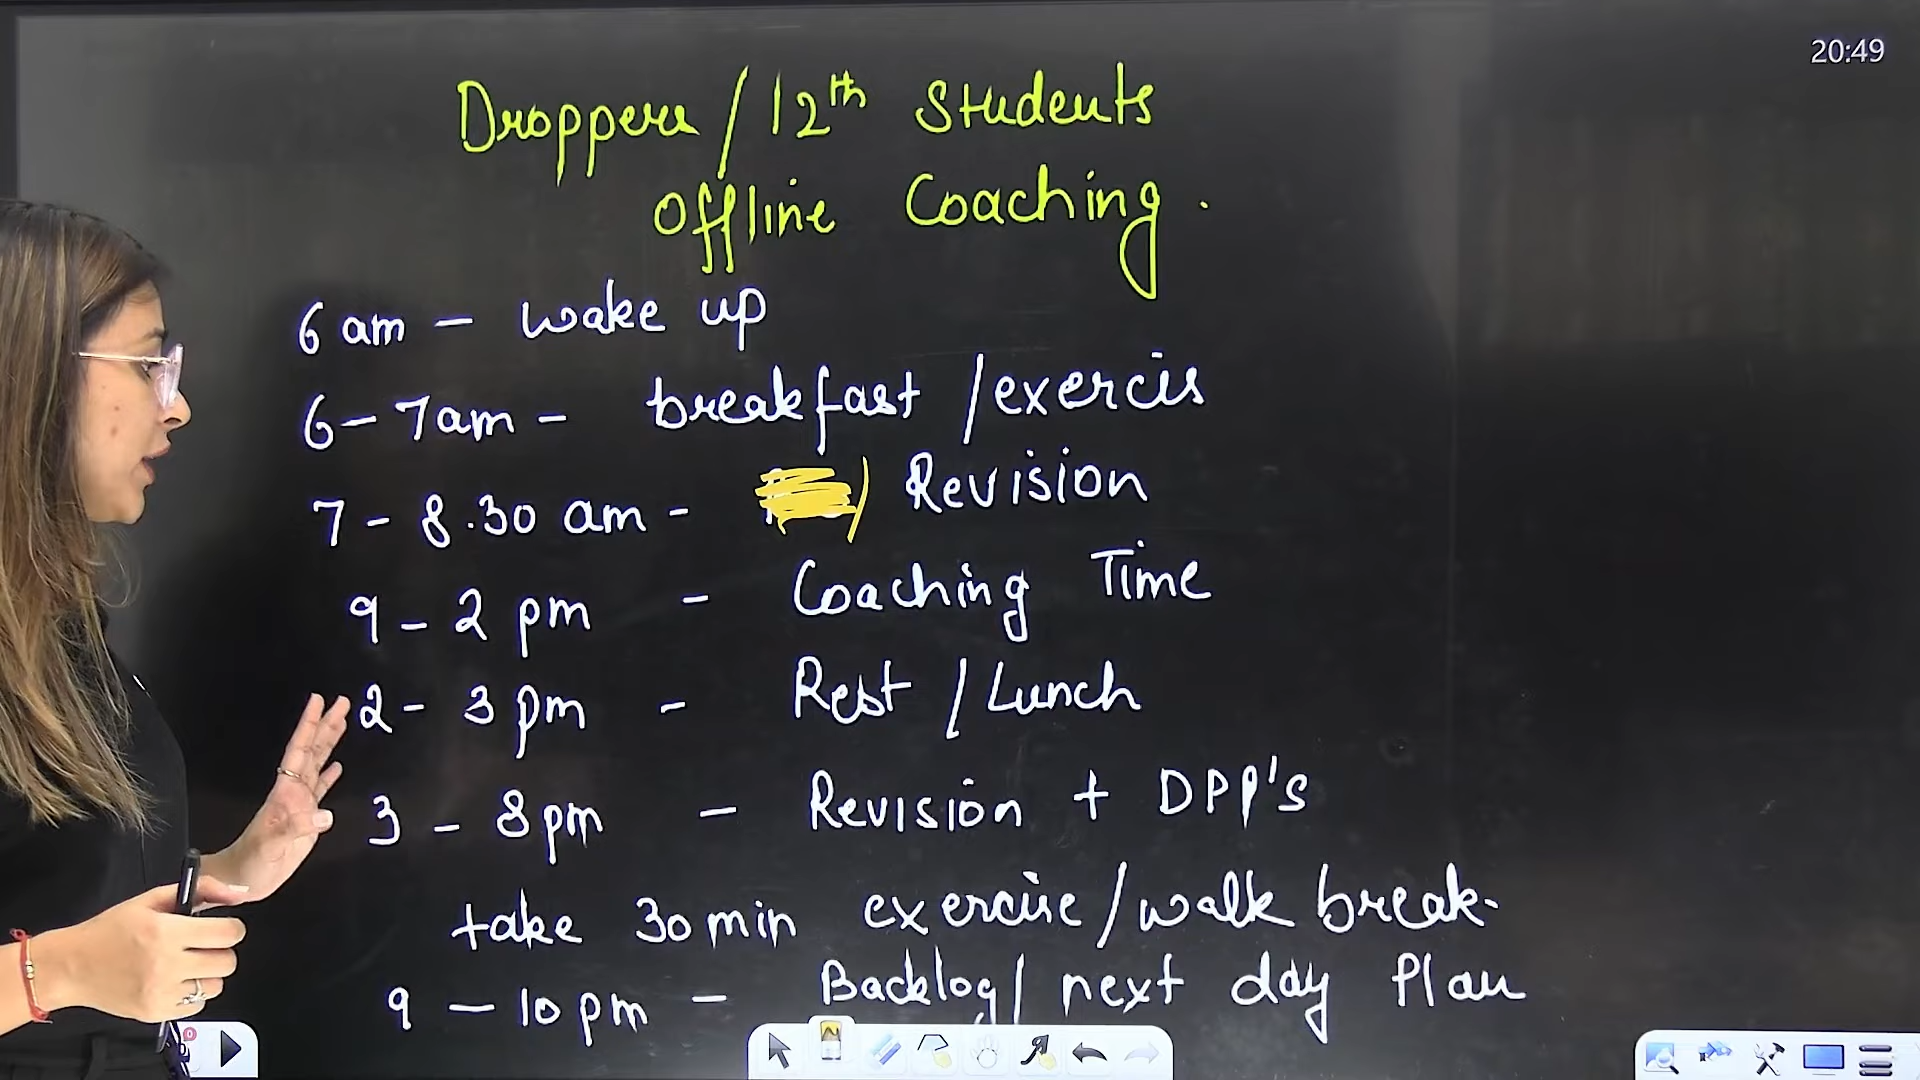 20:49
Droppers / 12th Students
Offline Coaching.
6 am - wake up
6-7am - breakfast / exercis
7 - 8.30 am - / Revision
9 - 2 pm - Coaching Time
2 - 3 pm - Rest / Lunch
3 - 8pm - Revision + DPP's
take 30 min exercise / walk break.
9 - 10 pm - Backlog / next day Plan